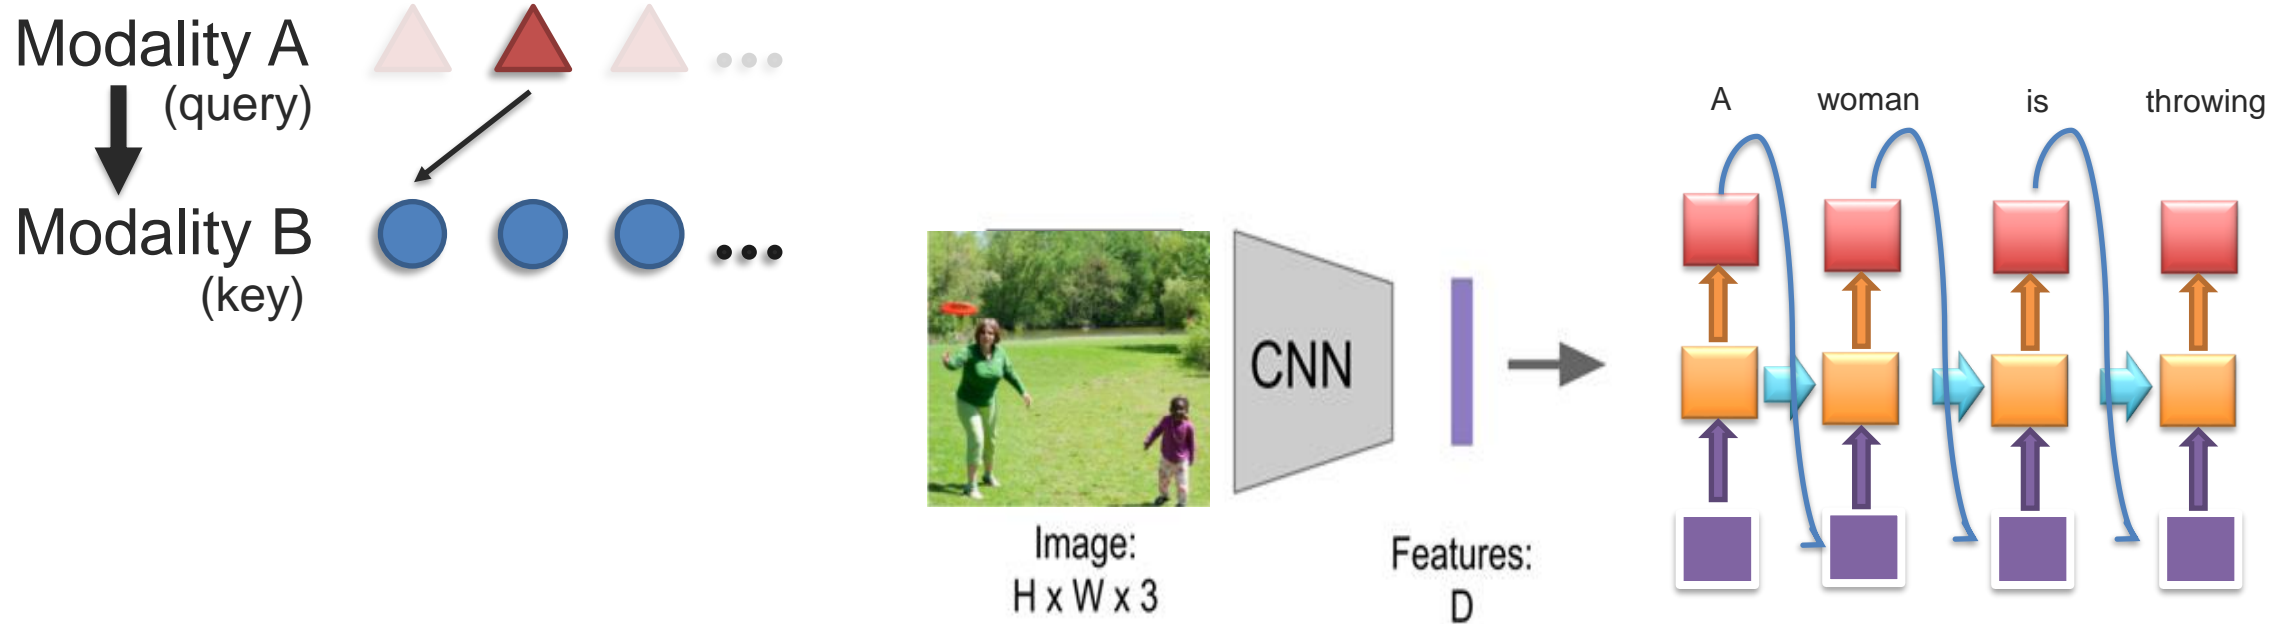 Modality A
(query)
Modality B
(key)
CNN
Image:
H x W x 3
Features:
D
A woman is throwing